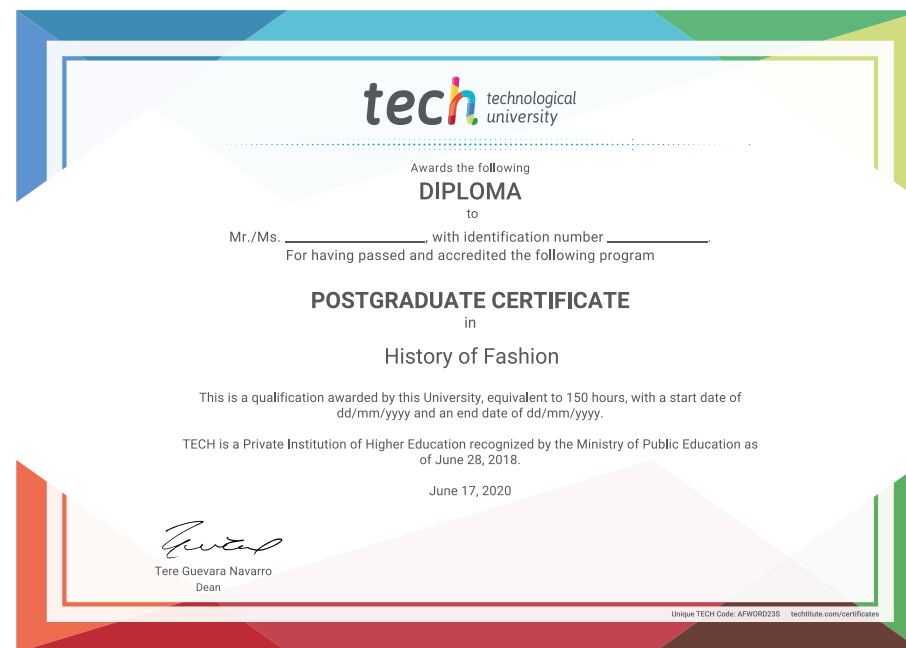 tech technological
university
Awards the following
DIPLOMA
to
Mr./Ms. ____________, with identification number ____________.
For having passed and accredited the following program
POSTGRADUATE CERTIFICATE
in
History of Fashion
This is a qualification awarded by this University, equivalent to 150 hours, with a start date of
dd/mm/yyyy and an end date of dd/mm/yyyy.
TECH is a Private Institution of Higher Education recognized by the Ministry of Public Education as
of June 28, 2018.
June 17, 2020
Tere Guevara Navarro
Dean
Unique TECH Code: AFWORD23S techtitute.com/certificates